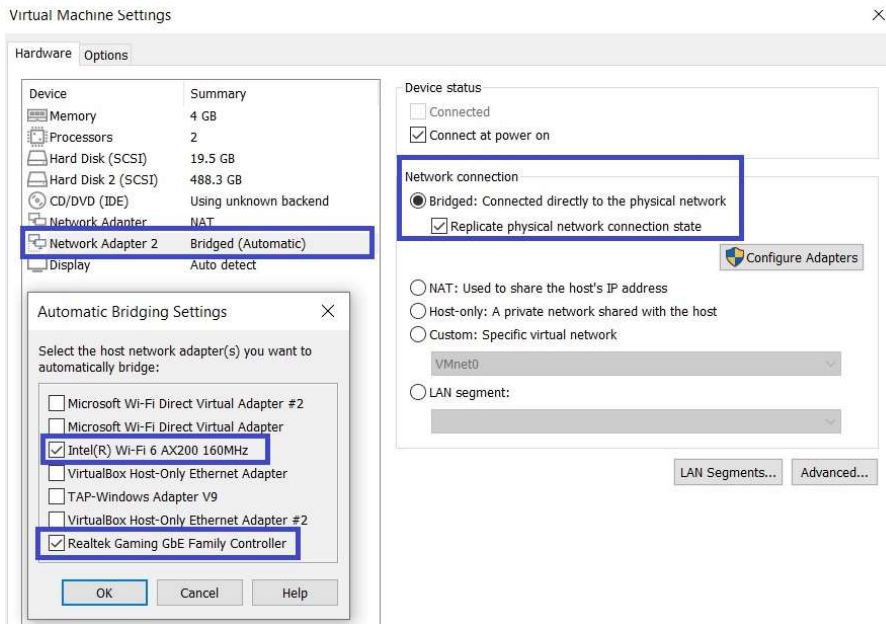 Virtual Machine Settings
Hardware Options
Device Summary
Memory 4 GB
Processors 2
Hard Disk (SCSI) 19.5 GB
Hard Disk 2 (SCSI) 488.3 GB
CD/DVD (IDE) Using unknown backend
Network Adapter NAT
Network Adapter 2 Bridged (Automatic)
Display Auto detect
Automatic Bridging Settings
Select the host network adapter(s) you want to
automatically bridge:
Microsoft Wi-Fi Direct Virtual Adapter #2
Microsoft Wi-Fi Direct Virtual Adapter
Intel(R) Wi-Fi 6 AX200 160MHz
VirtualBox Host-Only Ethernet Adapter
TAP-Windows Adapter V9
VirtualBox Host-Only Ethernet Adapter #2
Realtek Gaming GbE Family Controller
OK Cancel Help
Device status
Connected
Connect at power on
Network connection
Bridged: Connected directly to the physical network
Replicate physical network connection state
Configure Adapters
NAT: Used to share the host's IP address
Host-only: A private network shared with the host
Custom: Specific virtual network
VMnet0
LAN segment:
LAN Segments... Advanced...